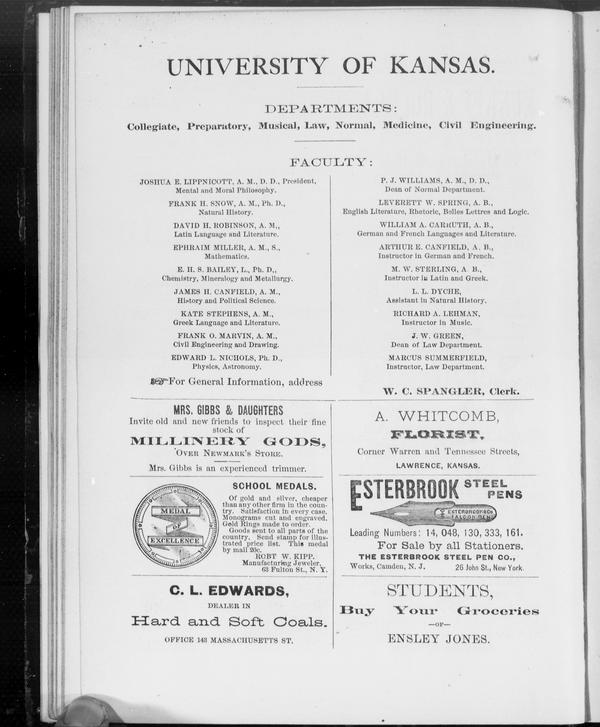 UNIVERSITY OF KANSAS.
DEPARTMENTS:
Collegiate, Preparatory, Musical, Law, Normal, Medicine, Civil Engineering.
FACULTY:
JOSHUA E. LIPPNICOTT, A. M., D. D., President,
Mental and Moral Philosophy.
FRANK H. SNOW, A. M., Ph. D.,
Natural History.
DAVID H. ROBINSON, A. M.,
Latin Language and Literature.
EPHRAIM MILLER, A. M., S.,
Mathematics.
E. H. S. BAILEY, L., Ph. D.,
Chemistry, Mineralogy and Metallurgy.
JAMES H. CANFIELD, A. M.,
History and Political Science.
KATE STEPHENS, A. M.,
Greek Language and Literature.
FRANK O. MARVIN, A. M.,
Civil Engineering and Drawing.
EDWARD L. NICHOLS, Ph. D.,
Physics, Astronomy.
☞For General Information, address
P. J. WILLIAMS, A. M., D. D.,
Dean of Normal Department.
LEVERETT W. SPRING, A. B.,
English Literature, Rhetoric, Belles Lettres and Logic.
WILLIAM A. CARRUTH, A. B.,
German and French Languages and Literature.
ARTHUR E. CANFIELD, A. B.,
Instructor in German and French.
M. W. STERLING, A B.,
Instructor in Latin and Greek.
L. L. DYCHE,
Assistant in Natural History.
RICHARD A. LEHMAN,
Instructor in Music.
J. W. GREEN,
Dean of Law Department.
MARCUS SUMMERFIELD,
Instructor, Law Department.
W. C. SPANGLER, Clerk.
MRS. GIBBS & DAUGHTERS
Invite old and new friends to inspect their fine
stock of
MILLINERY GODS,
OVER NEWMARK'S STORE.
Mrs. Gibbs is an experienced trimmer.
A. WHITCOMB,
FLORIST,
Corner Warren and Tennessee Streets,
LAWRENCE, KANSAS.
MEDAL
OF
EXCELLENCE
SCHOOL MEDALS.
Of gold and silver, cheaper
than any other firm in the coun-
try. Satisfaction in every case.
Monograms cut and engraved.
Gold Rings made to order.
Goods sent to all parts of
the country. Send stamp for illus-
trated price list. This medal
by mail 20c.
ROBT W. KIPP.
Manufacturing Jeweler,
63 Fulton St., N. Y.
ESTERBROOK STEEL
PENS
ESTERBROOK & CO
FALCON PEN
Leading Numbers: 14, 048, 130, 333, 161.
For Sale by all Stationers.
THE ESTERBROOK STEEL PEN CO.,
Works, Camden, N. J. 26 John St., New York.
C. L. EDWARDS,
DEALER IN
Hard and Soft Coals.
OFFICE 143 MASSACHUSETTS ST.
STUDENTS,
Buy Your Groceries
—OF—
ENSLEY JONES.